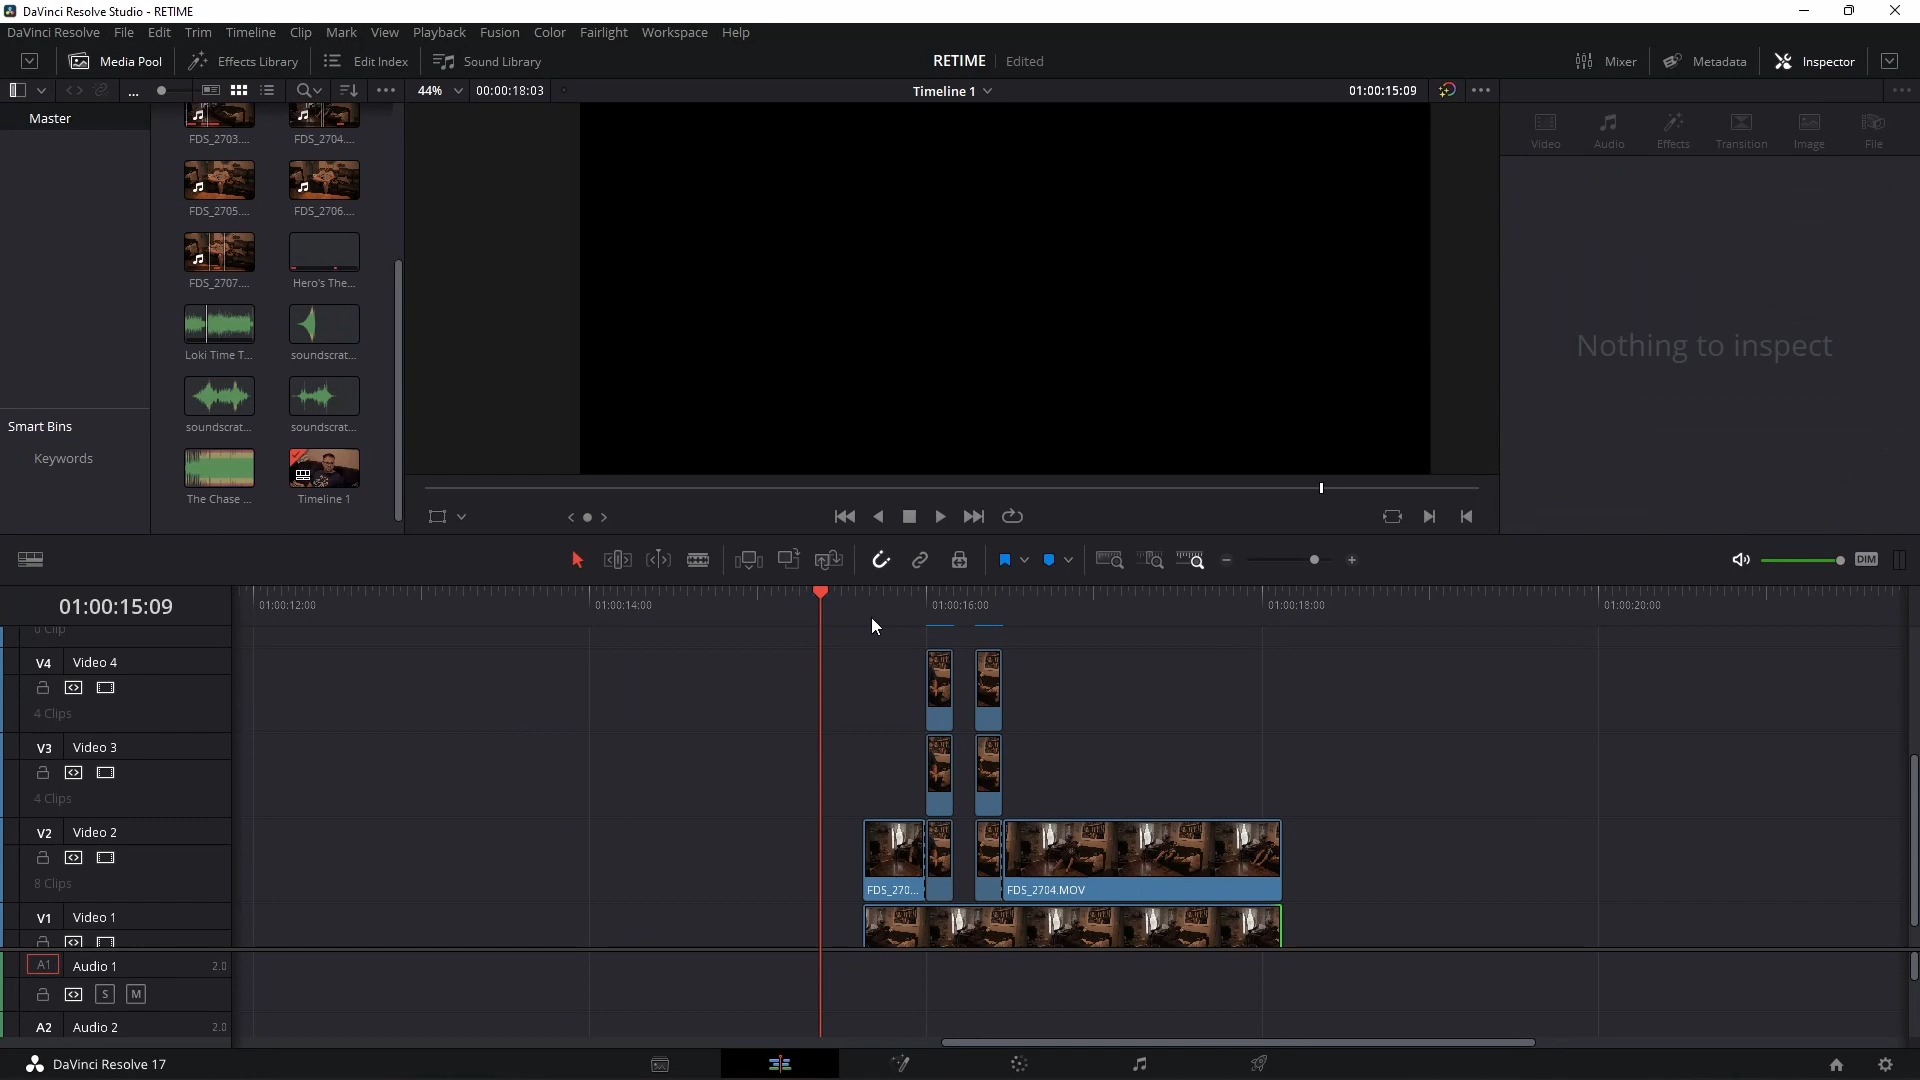 DaVinci Resolve Studio - RETIME
DaVinci Resolve File Edit Trim Timeline Clip Mark View Playback Fusion Color Fairlight Workspace Help
Media Pool Effects Library Edit Index Sound Library RETIME Edited Mixer Metadata Inspector
... 44% 00:00:18:03 Timeline 1 01:00:15:09
Master
Video Audio Effects Transition Image File
FDS_2703.... FDS_2704....
FDS_2705.... FDS_2706....
FDS_2707.... Hero's The...
Loki Time T... soundscrat...
Nothing to inspect
soundscrat... soundscrat...
Smart Bins
Keywords
The Chase ... Timeline 1
DIM
01:00:15:09
01:00:12:00 01:00:14:00 01:00:16:00 01:00:18:00 01:00:20:00
V4 Video 4
4 Clips
V3 Video 3
4 Clips
V2 Video 2
8 Clips
FDS_270... FDS_2704.MOV
V1 Video 1
A1 Audio 1 2.0
S M
A2 Audio 2 2.0
DaVinci Resolve 17